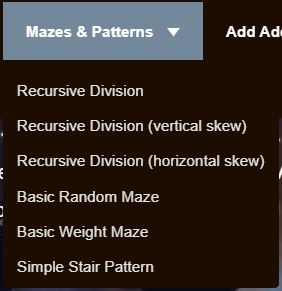 Mazes & Patterns Add
Recursive Division
Recursive Division (vertical skew)
Recursive Division (horizontal skew)
Basic Random Maze
Basic Weight Maze
Simple Stair Pattern